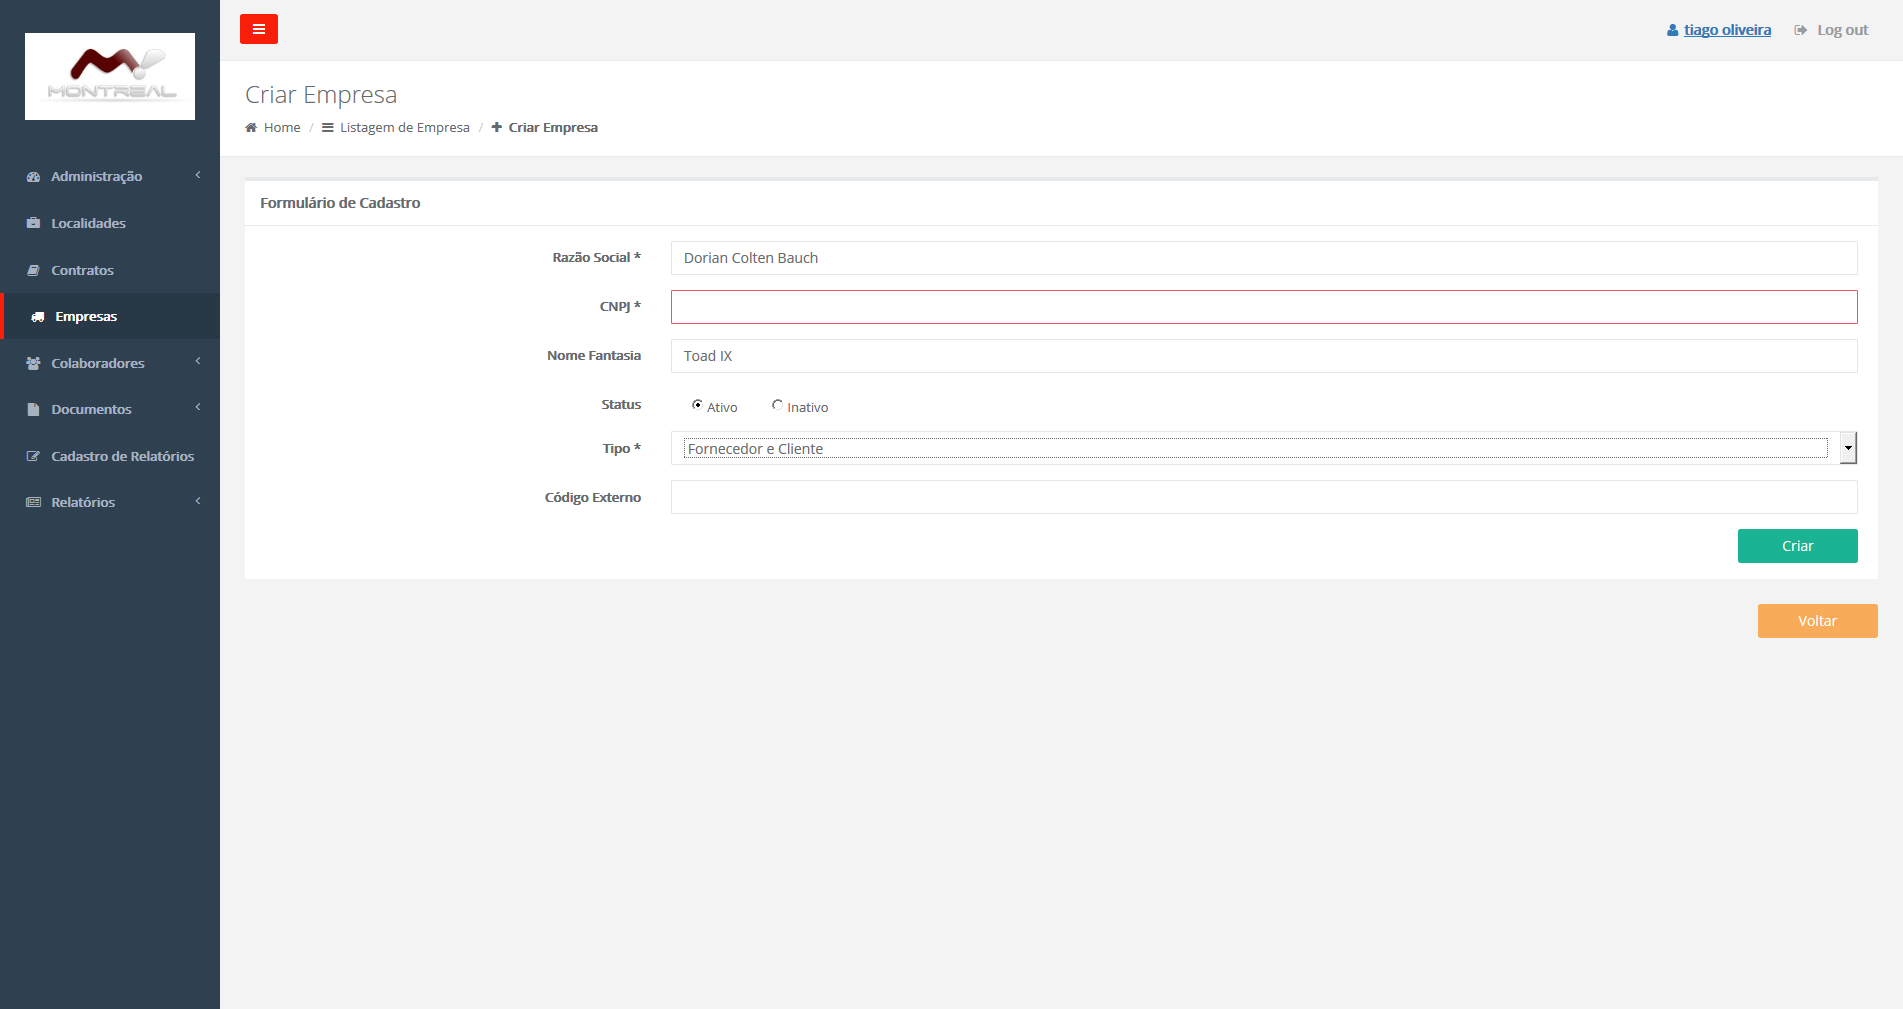 tiago oliveira Log out
MONTREAL
Criar Empresa
Home / Listagem de Empresa / Criar Empresa
Administração
Localidades
Contratos
Empresas
Colaboradores
Documentos
Cadastro de Relatórios
Relatórios
Formulário de Cadastro
Razão Social * Dorian Colten Bauch
CNPJ *
Nome Fantasia Toad IX
Status Ativo Inativo
Tipo * Fornecedor e Cliente
Código Externo
Criar
Voltar